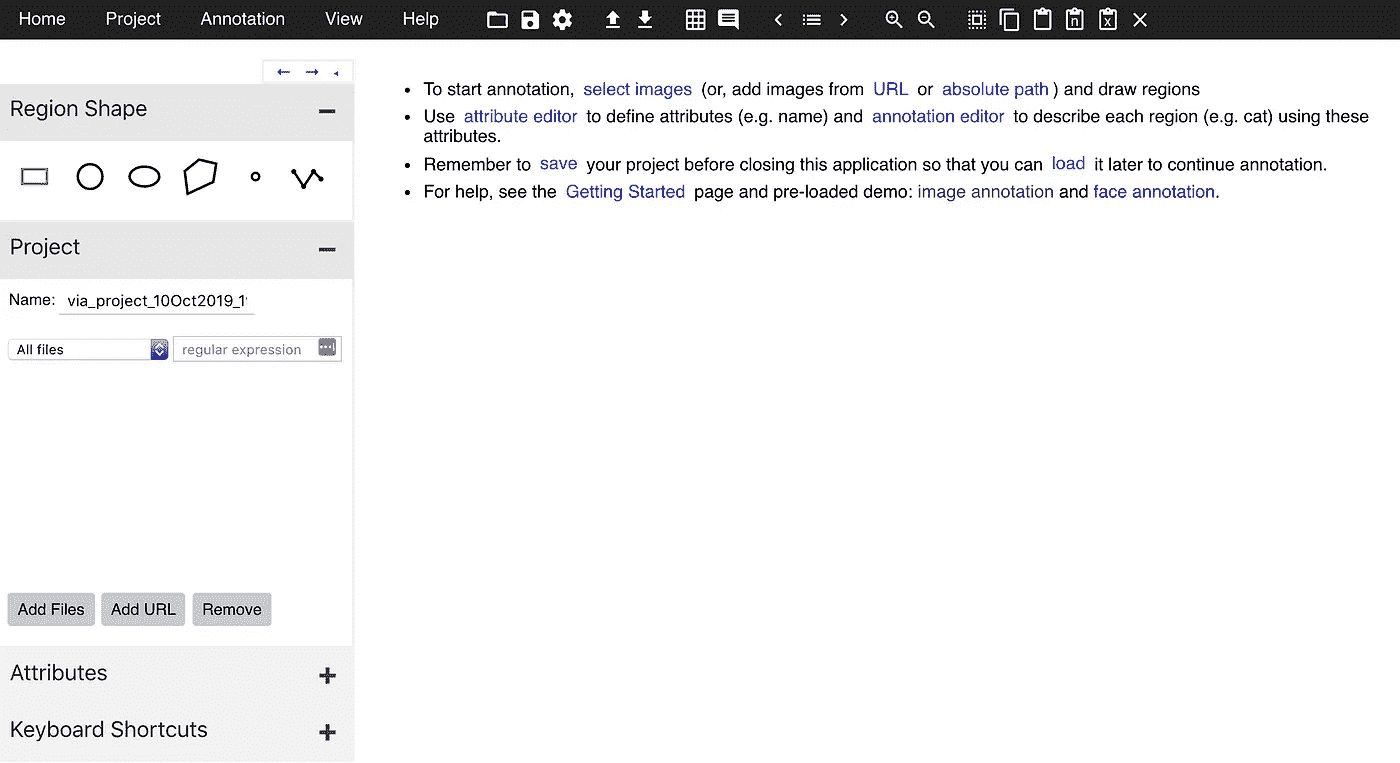 Home Project Annotation View Help
Region Shape
Project
Name: via_project_10Oct2019_1
All files regular expression
Add Files Add URL Remove
Attributes
Keyboard Shortcuts
• To start annotation, select images (or, add images from URL or absolute path ) and draw regions
• Use attribute editor to define attributes (e.g. name) and annotation editor to describe each region (e.g. cat) using these
attributes.
• Remember to save your project before closing this application so that you can load it later to continue annotation.
• For help, see the Getting Started page and pre-loaded demo: image annotation and face annotation.